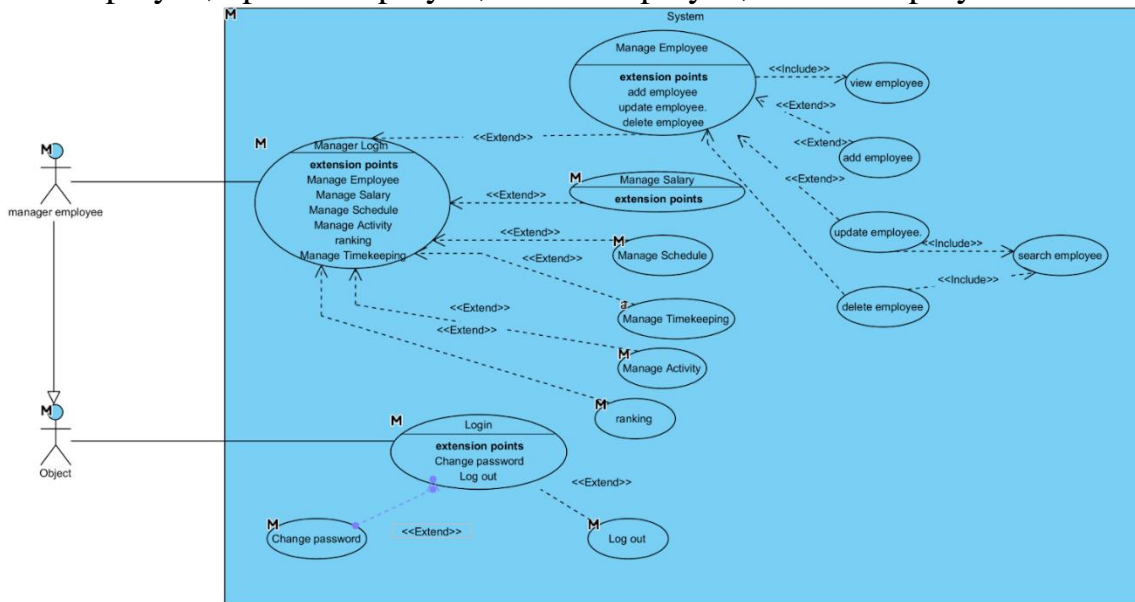 System
Manage Employee
extension points
add employee
update employee.
delete employee
<<Include>>
view employee
<<Extend>>
<<Extend>>
add employee
<<Extend>>
Manager Login
extension points
Manage Employee
Manage Salary
Manage Schedule
Manage Activity
ranking
Manage Timekeeping
manager employee
<<Extend>>
Manage Salary
extension points
<<Extend>>
update employee.
<<Include>>
search employee
<<Extend>>
Manage Schedule
<<Extend>>
<<Include>>
delete employee
Manage Timekeeping
<<Extend>>
<<Extend>>
Manage Activity
ranking
Object
Login
extension points
Change password
Log out
<<Extend>>
Change password
<<Extend>>
Log out